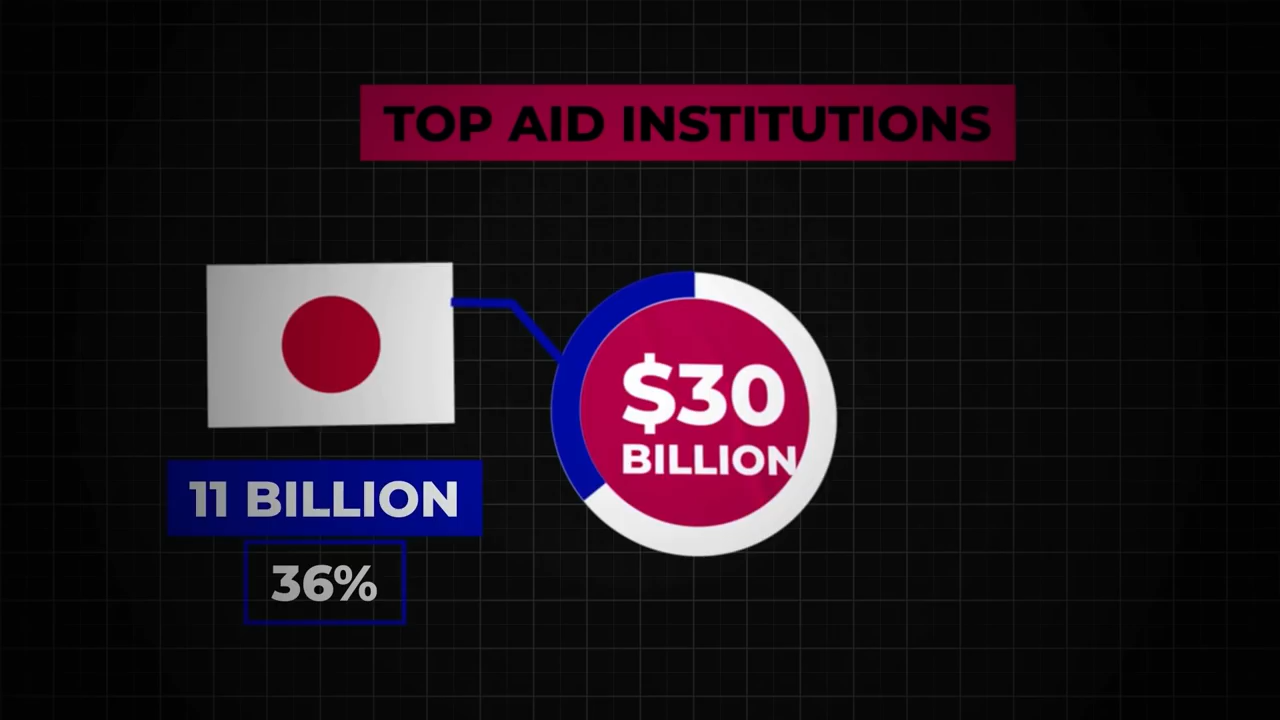 TOP AID INSTITUTIONS
$30
BILLION
11 BILLION
36%